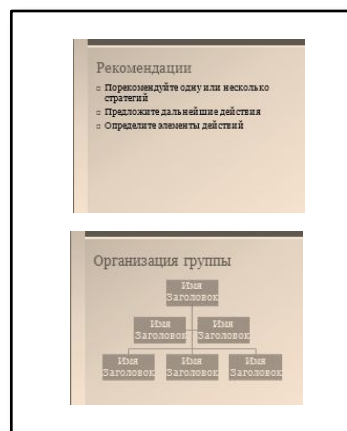 Рекомендации
Порекомендуйте одну или несколько
стратегий
Предложите дальнейшие действия
Определите элементы действий
Организация группы
Имя
Заголовок
Имя
Заголовок
Имя
Заголовок
Имя
Заголовок
Имя
Заголовок
Имя
Заголовок